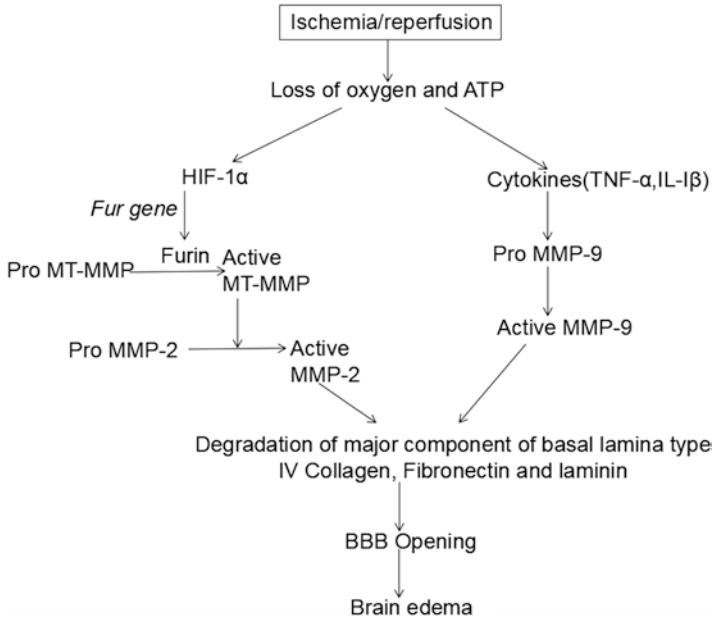 Ischemia/reperfusion
Loss of oxygen and ATP
HIF-1α
Cytokines(TNF-α,IL-Iβ)
Fur gene
Furin
Pro MT-MMP
Active
MT-MMP
Pro MMP-9
Pro MMP-2
Active
MMP-2
Active MMP-9
Degradation of major component of basal lamina type
IV Collagen, Fibronectin and laminin
BBB Opening
Brain edema